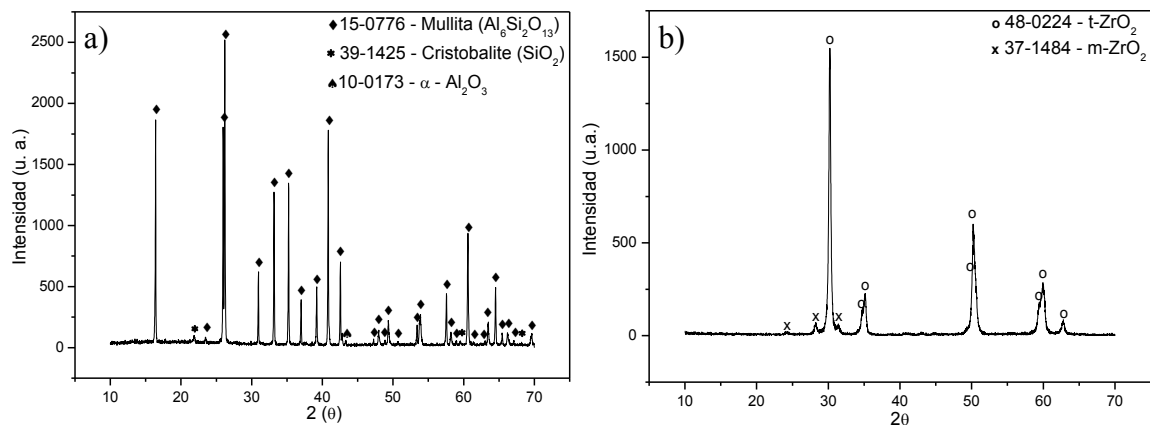 a)
♦15-0776 - Mullita (Al₆Si₂O₁₃)
✱39-1425 - Cristobalite (SiO₂)
♠10-0173 - α - Al₂O₃
Intensidad (u. a.)
2500
2000
1500
1000
500
0
10 20 30 40 50 60 70
2 (θ)
b)
o 48-0224 - t-ZrO₂
x 37-1484 - m-ZrO₂
Intensidad (u.a.)
1500
1000
500
0
10 20 30 40 50 60 70
2θ